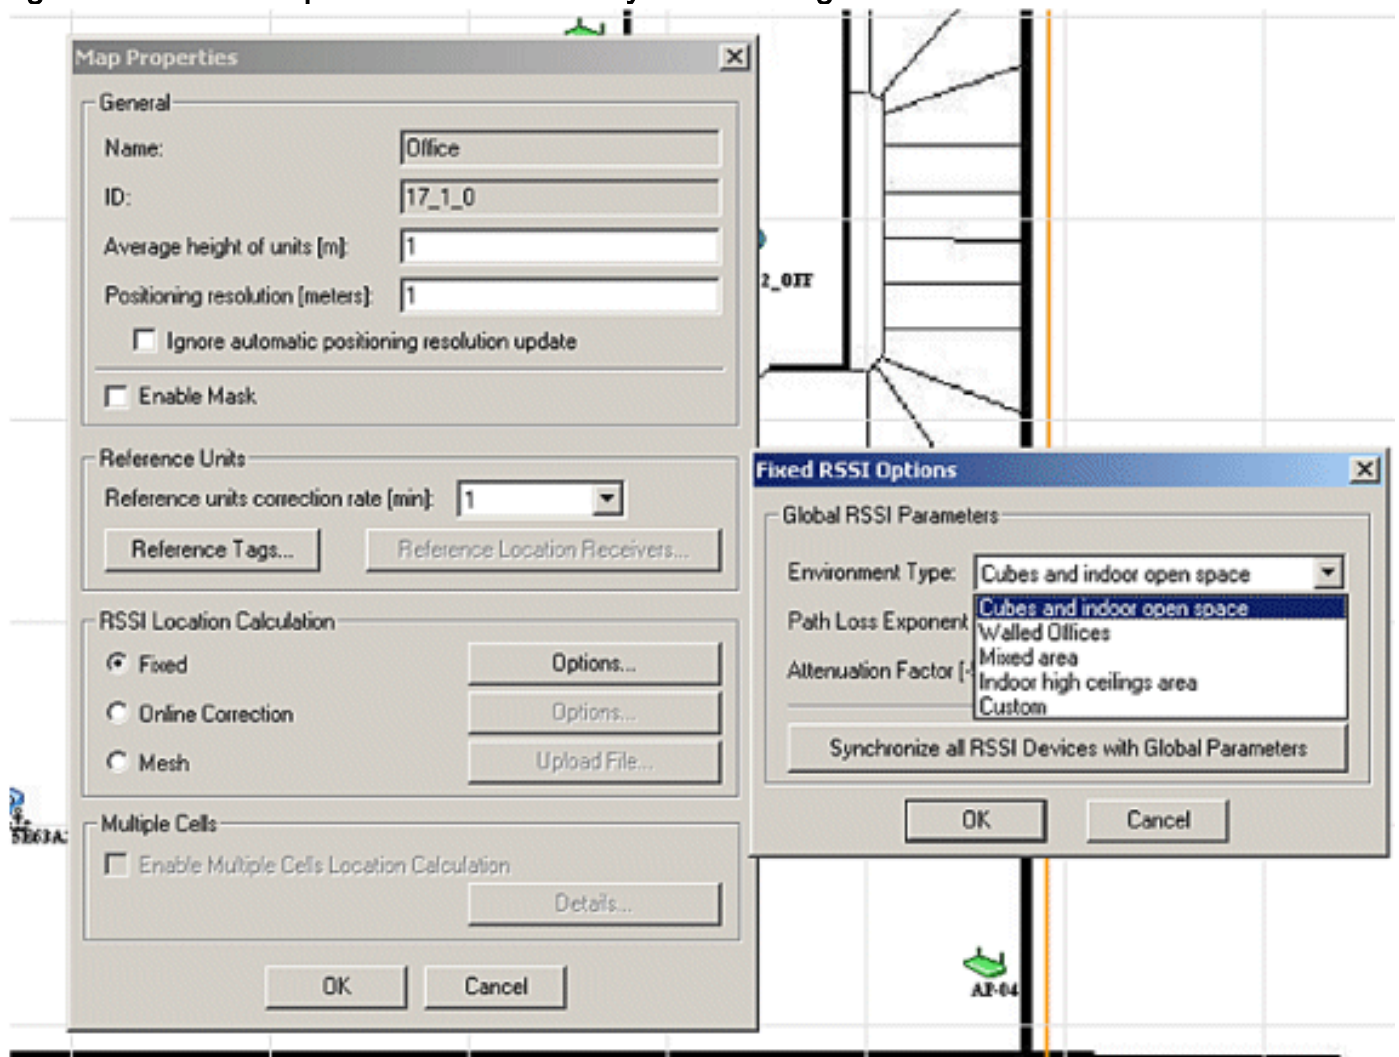 Map Properties
General
Name:
Office
ID:
17_1_0
Average height of units [m]:
1
Positioning resolution [meters]:
1
Ignore automatic positioning resolution update
Enable Mask
Reference Units
Reference units correction rate [min]:
1
Reference Tags...
Reference Location Receivers...
RSSI Location Calculation
Fixed
Options...
Online Correction
Options...
Mesh
Upload File...
Multiple Cells
Enable Multiple Cells Location Calculation
Details...
OK
Cancel
2_OFF
Fixed RSSI Options
Global RSSI Parameters
Environment Type:
Cubes and indoor open space
Cubes and indoor open space
Walled Offices
Mixed area
Indoor high ceilings area
Custom
Path Loss Exponent
Attenuation Factor [-
Synchronize all RSSI Devices with Global Parameters
OK
Cancel
AP-04